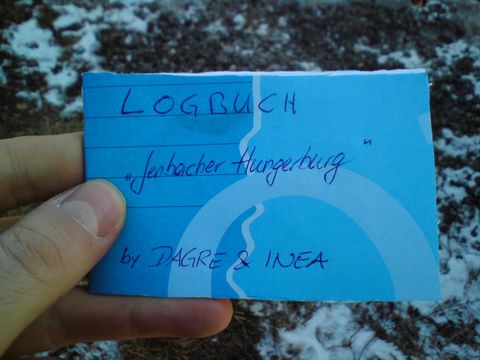 LOGBUCH
„Jenbacher Hungerburg"
by DAGRE & INEA